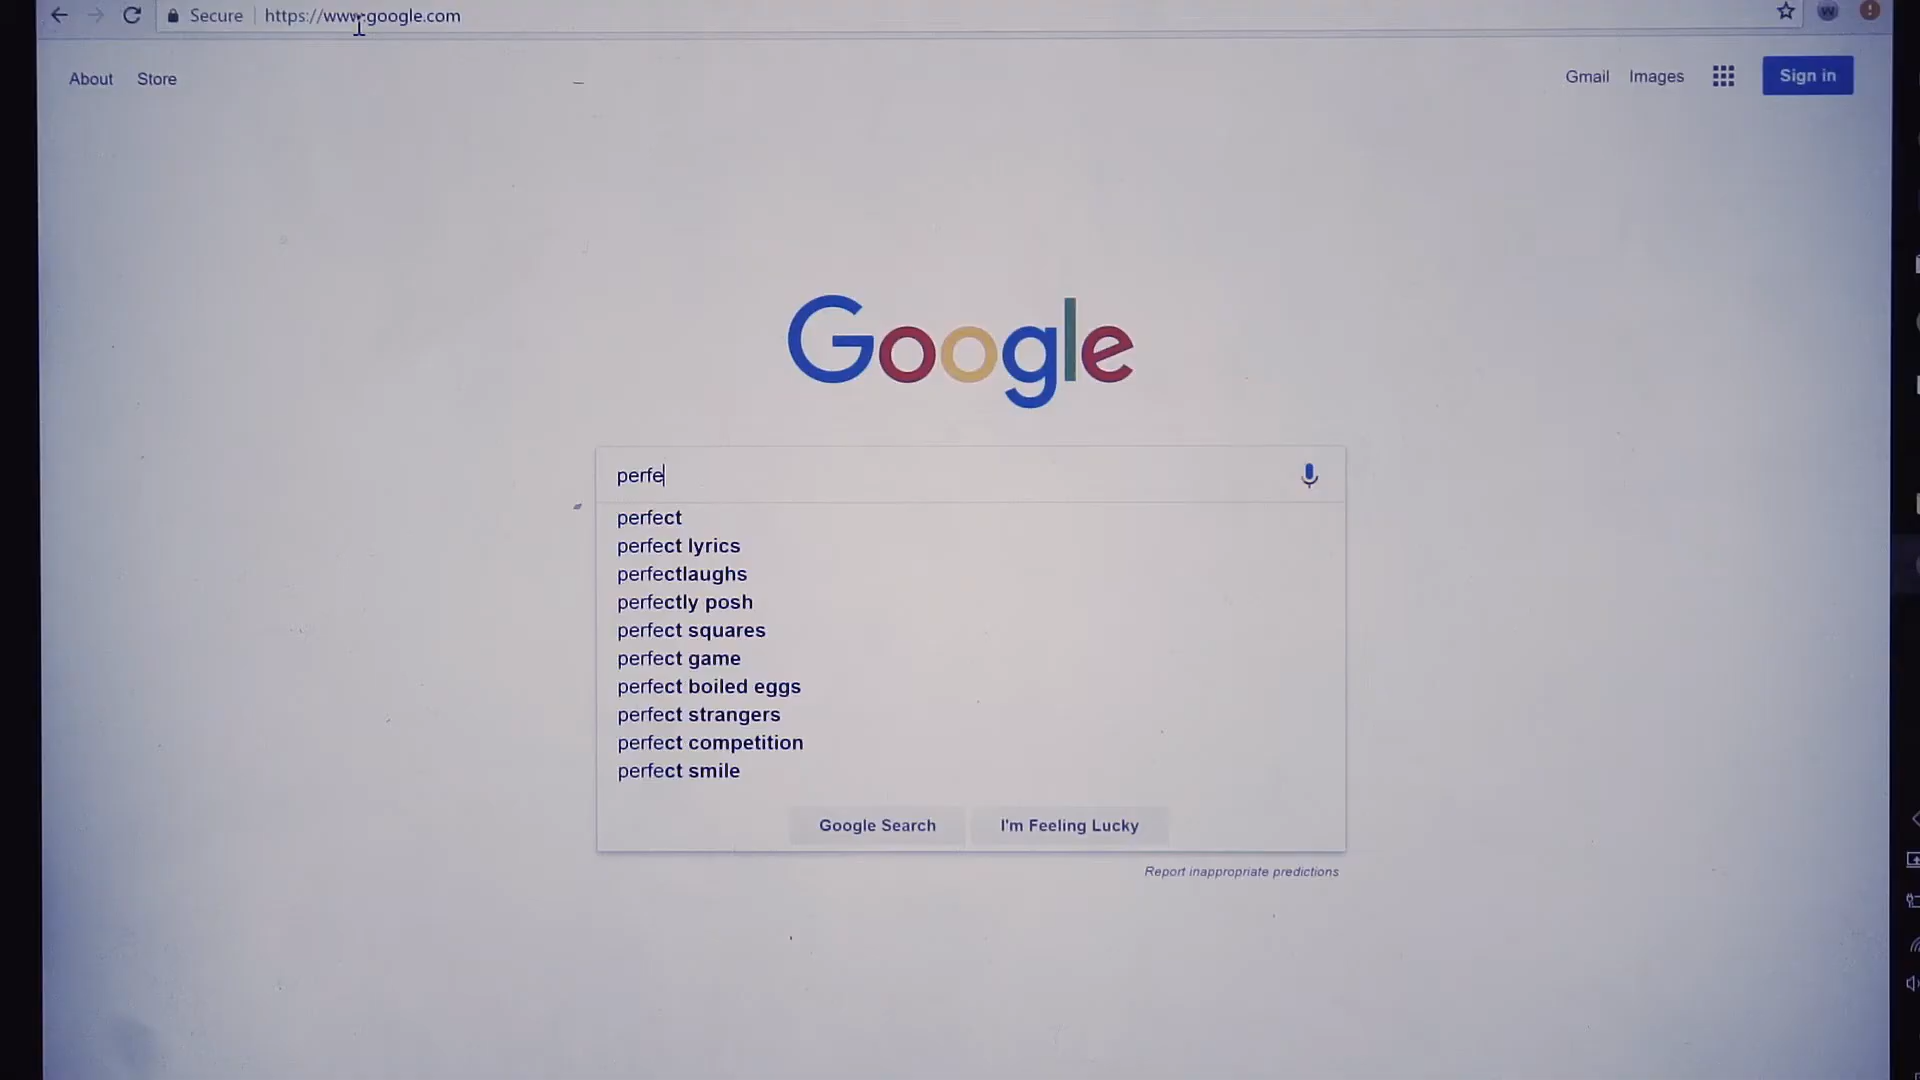 Secure https://www.google.com
About Store Gmail Images Sign in
Google
perfe
perfect
perfect lyrics
perfectlaughs
perfectly posh
perfect squares
perfect game
perfect boiled eggs
perfect strangers
perfect competition
perfect smile
Google Search I'm Feeling Lucky
Report inappropriate predictions